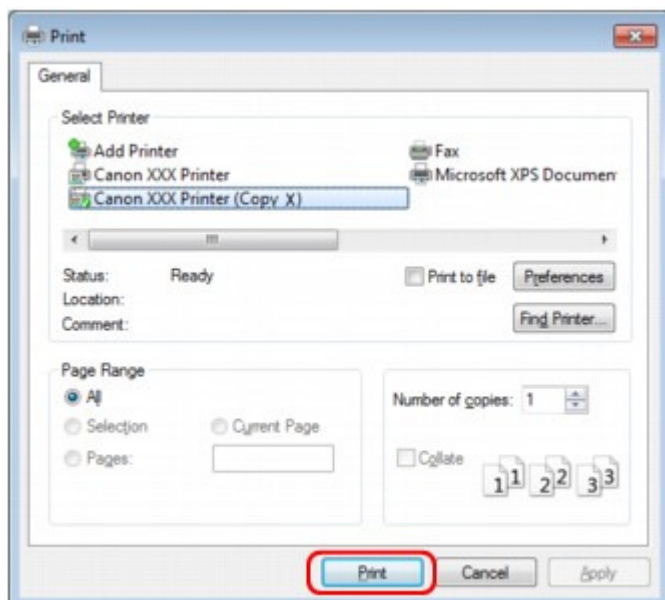 Print
General
Select Printer
Add Printer
Canon XXX Printer
Canon XXX Printer (Copy X)
Fax
Microsoft XPS Documen
Status: Ready
Location:
Comment:
Print to file
Preferences
Find Printer...
Page Range
All
Selection
Current Page
Pages:
Number of copies: 1
Collate
1 1 2 2 3 3
Print
Cancel
Apply